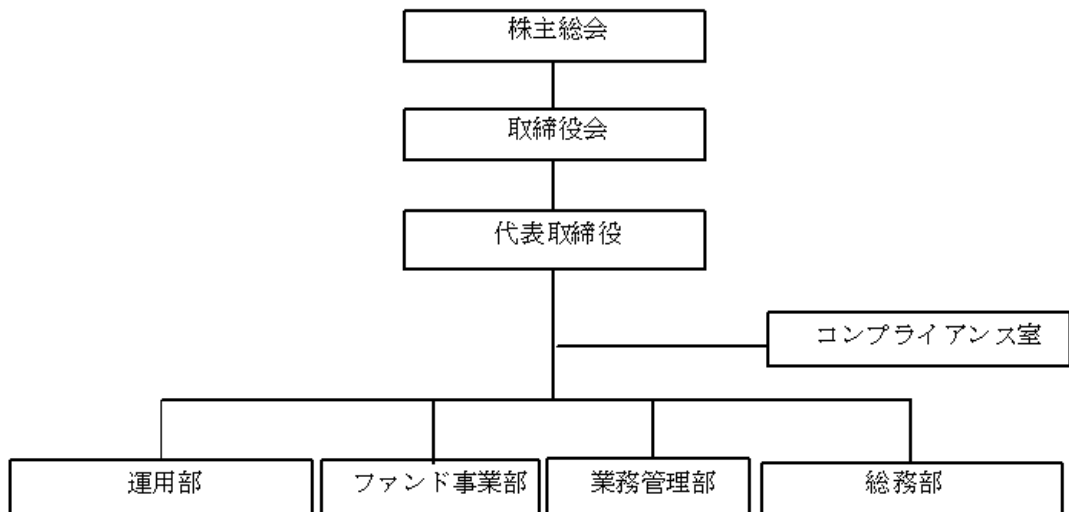 株主総会
取締役会
代表取締役
コンプライアンス室
運用部
ファンド事業部
業務管理部
総務部